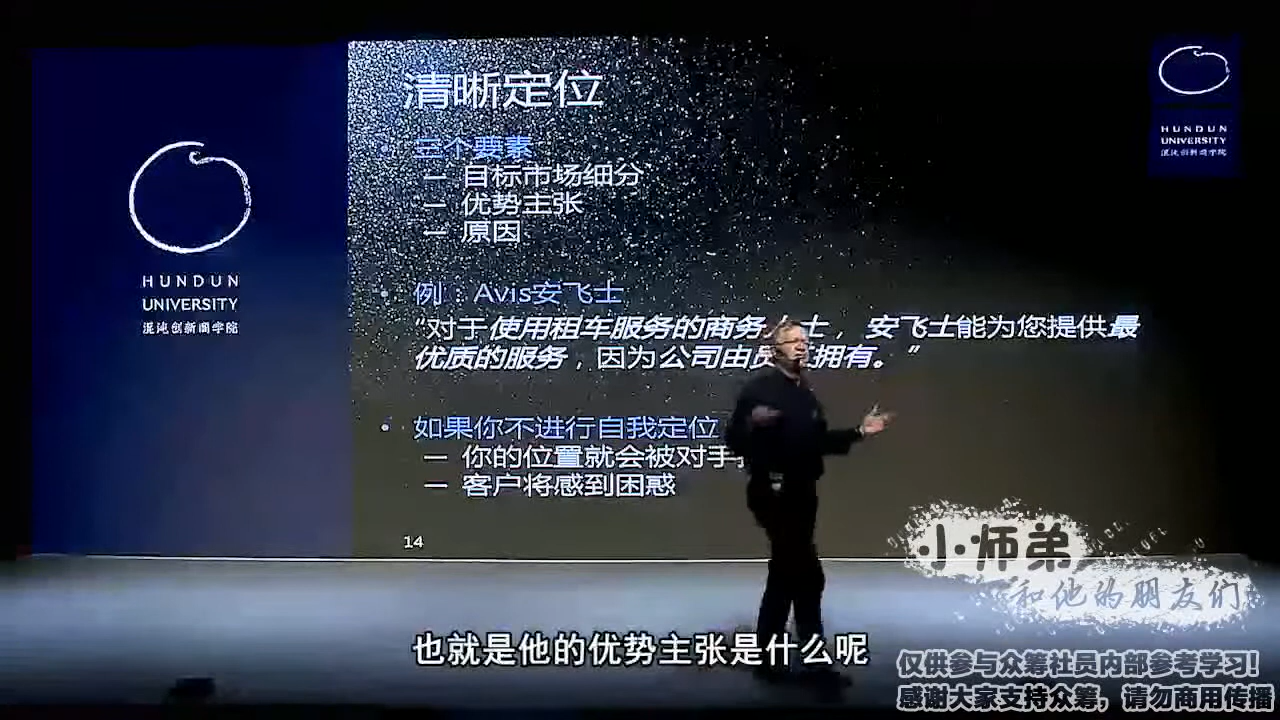 清晰定位
• 三个要素
— 目标市场细分
— 优势主张
— 原因
• 例：Avis安飞士
“对于使用租车服务的商务人士，安飞士能为您提供最
优质的服务，因为公司由员工拥有。”
• 如果你不进行自我定位
— 你的位置就会被对手
— 客户将感到困惑
14
HUNDUN
UNIVERSITY
混沌创新商学院
HUNDUN
UNIVERSITY
混沌创新商学院
小师弟
和他的朋友们
也就是他的优势主张是什么呢
仅供参与众筹社员内部参考学习!
感谢大家支持众筹，请勿商用传播